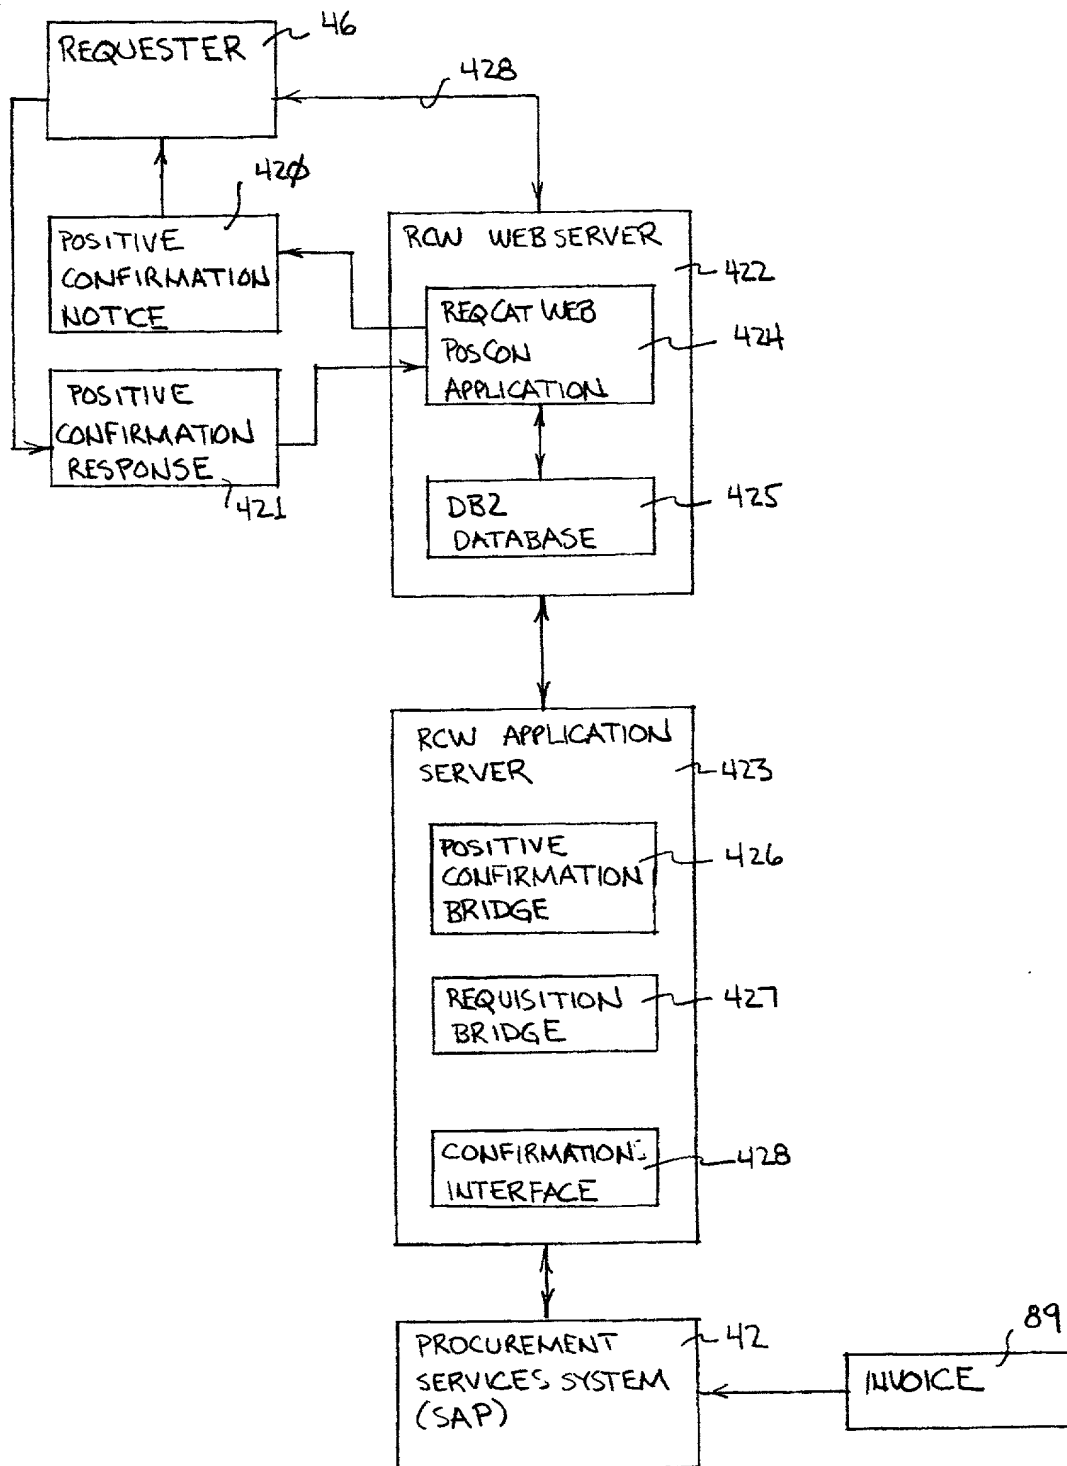 REQUESTER
46
428
420
POSITIVE
CONFIRMATION
NOTICE
RCW WEBSERVER
422
REQCAT WEB
POSCON
APPLICATION
424
POSITIVE
CONFIRMATION
RESPONSE
421
DB2
DATABASE
425
RCW APPLICATION
SERVER
423
POSITIVE
CONFIRMATION
BRIDGE
426
REQUISITION
BRIDGE
427
CONFIRMATION
INTERFACE
428
PROCUREMENT
SERVICES SYSTEM
(SAP)
42
INVOICE
89